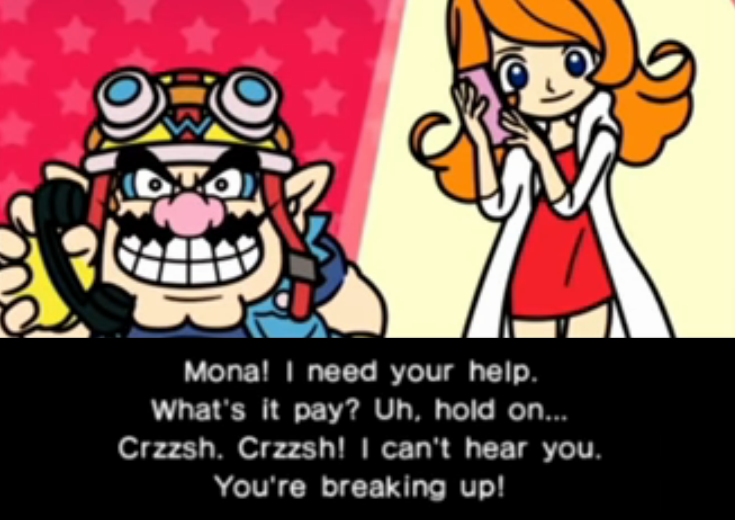 Mona! I need your help.
What's it pay? Uh, hold on...
Crzzsh. Crzzsh! I can't hear you.
You're breaking up!